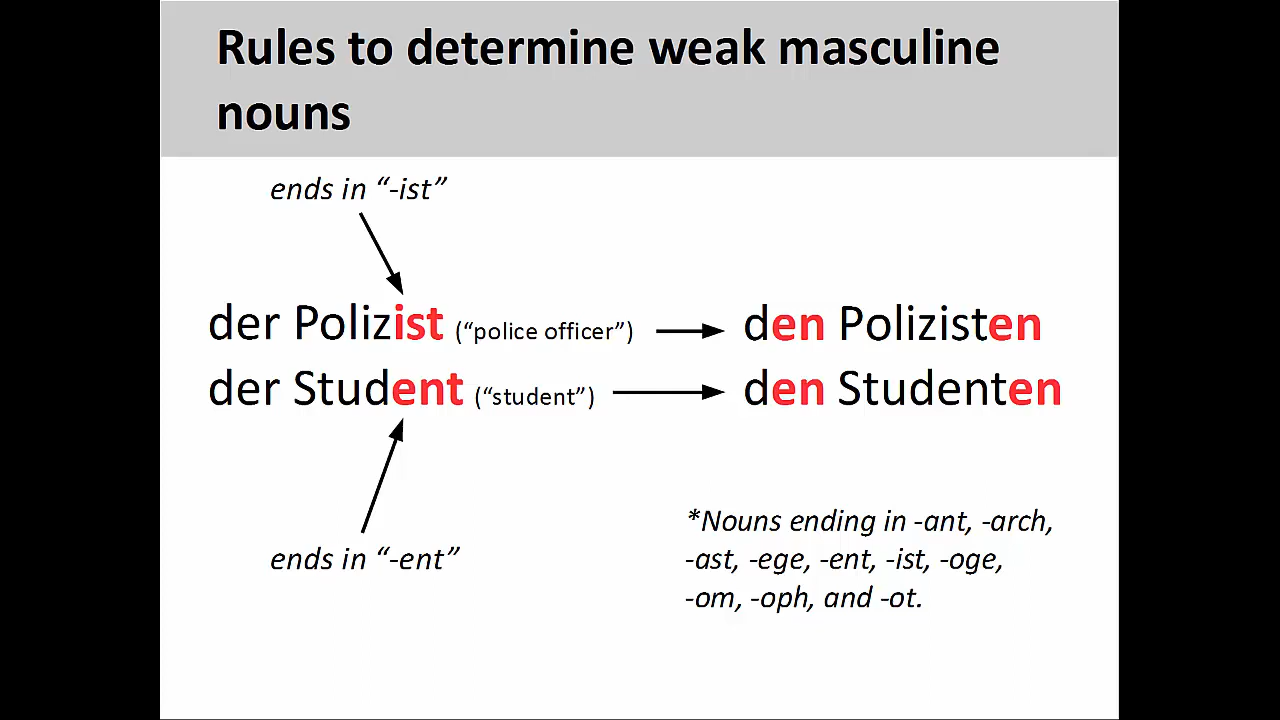 Rules to determine weak masculine
nouns
ends in “-ist”
der Polizist (“police officer”) den Polizisten
der Student (“student”) den Studenten
ends in “-ent”
*Nouns ending in -ant, -arch,
-ast, -ege, -ent, -ist, -oge,
-om, -oph, and -ot.